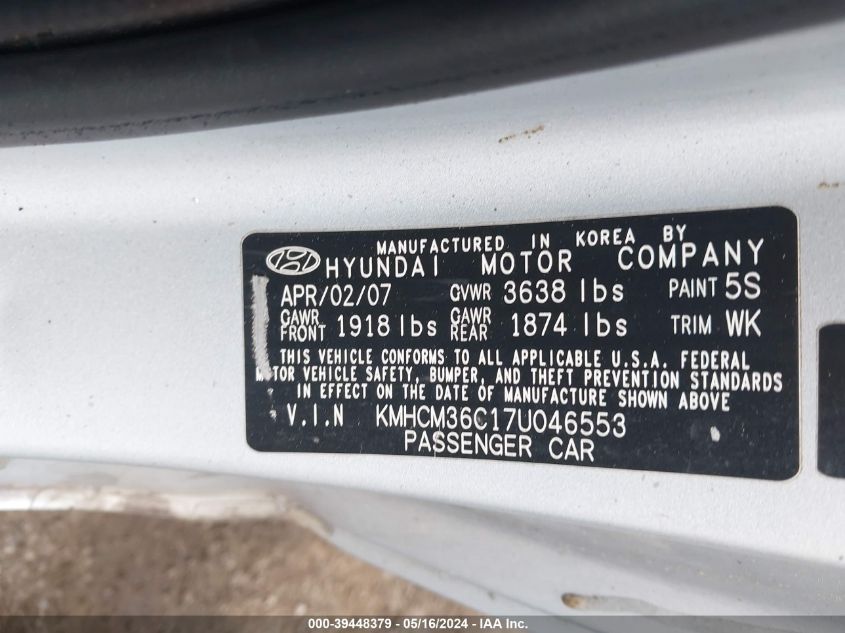 MANUFACTURED IN KOREA BY
HYUNDAI MOTOR COMPANY
APR/02/07 GVWR 3638 lbs PAINT 5S
GAWR FRONT 1918 lbs GAWR REAR 1874 lbs TRIM WK
THIS VEHICLE CONFORMS TO ALL APPLICABLE U.S.A. FEDERAL
MOTOR VEHICLE SAFETY, BUMPER, AND THEFT PREVENTION STANDARDS
IN EFFECT ON THE DATE OF MANUFACTURE SHOWN ABOVE.
V.I.N KMHCM36C17U046553
PASSENGER CAR
000-39448379 - 05/16/2024 - IAA Inc.